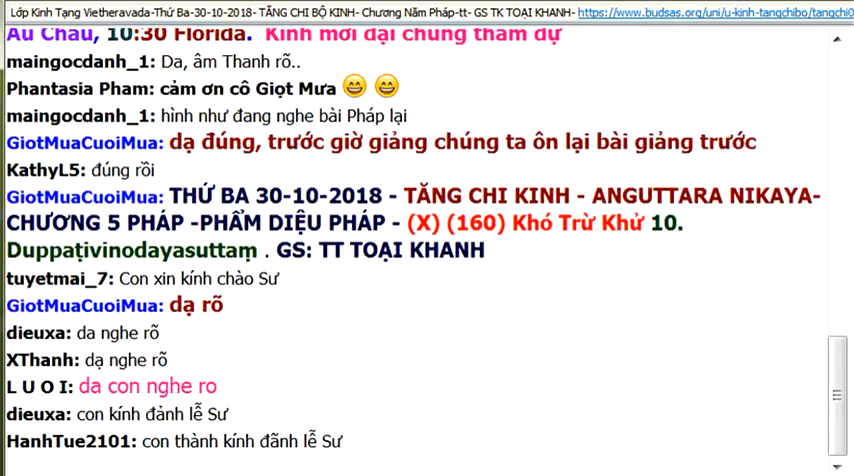 Lớp Kinh Tạng Vietheravada-Thứ Ba-30-10-2018- TĂNG CHI BỘ KINH- Chương Năm Pháp-tt- GS TK TOẠI KHANH- https://www.budsas.org/uni/u-kinh-tangchibo/tangchi0
Âu Châu, 10:30 Florida. Kính mời đại chúng tham dự
maingocdanh_1: Da, âm Thanh rõ..
Phantasia Pham: cảm ơn cô Giọt Mưa 😄 😄
maingocdanh_1: hình như đang nghe bài Pháp lại
GiotMuaCuoiMua: dạ đúng, trước giờ giảng chúng ta ôn lại bài giảng trước
KathyL5: đúng rồi
GiotMuaCuoiMua: THỨ BA 30-10-2018 - TĂNG CHI KINH - ANGUTTARA NIKAYA-
CHƯƠNG 5 PHÁP -PHẨM DIỆU PHÁP - (X) (160) Khó Trừ Khử 10.
Duppaṭivinodayasuttaṃ . GS: TT TOẠI KHANH
tuyetmai_7: Con xin kính chào Sư
GiotMuaCuoiMua: dạ rõ
dieuxa: da nghe rõ
XThanh: dạ nghe rõ
L U O I: da con nghe ro
dieuxa: con kính đảnh lễ Sư
HanhTue2101: con thành kính đãnh lễ Sư